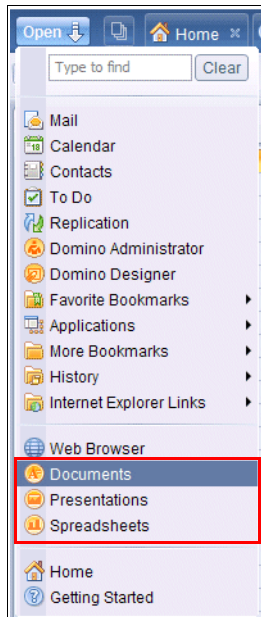 Open Home
Type to find Clear
Mail
Calendar
Contacts
To Do
Replication
Domino Administrator
Domino Designer
Favorite Bookmarks
Applications
More Bookmarks
History
Internet Explorer Links
Web Browser
Documents
Presentations
Spreadsheets
Home
Getting Started